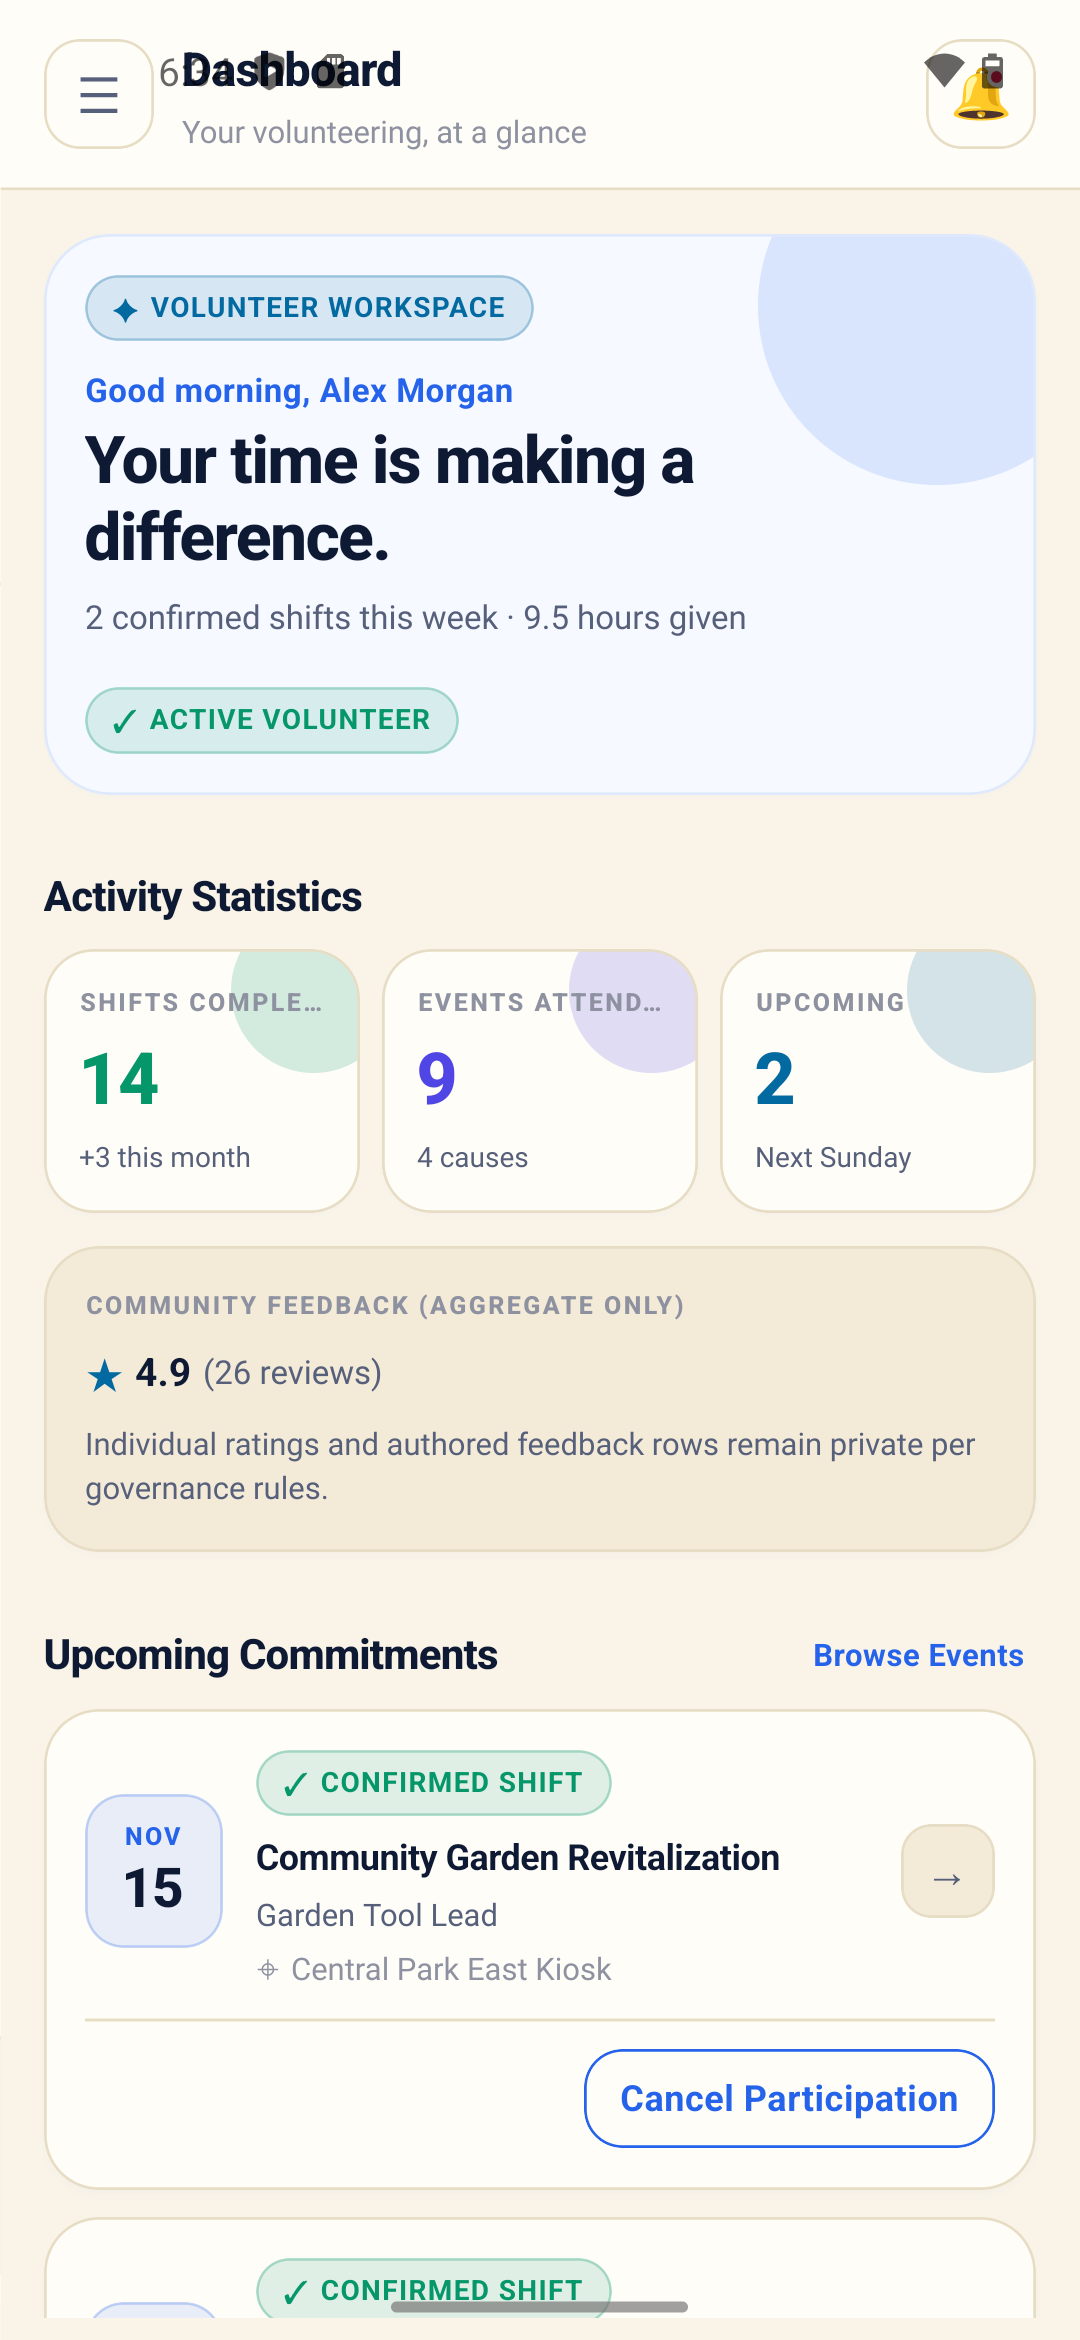 Dashboard
Your volunteering, at a glance
✦ VOLUNTEER WORKSPACE
Good morning, Alex Morgan
Your time is making a
difference.
2 confirmed shifts this week · 9.5 hours given
✓ ACTIVE VOLUNTEER
Activity Statistics
SHIFTS COMPLE…
14
+3 this month
EVENTS ATTEND…
9
4 causes
UPCOMING
2
Next Sunday
COMMUNITY FEEDBACK (AGGREGATE ONLY)
★ 4.9 (26 reviews)
Individual ratings and authored feedback rows remain private per
governance rules.
Upcoming Commitments
Browse Events
NOV
15
✓ CONFIRMED SHIFT
Community Garden Revitalization
Garden Tool Lead
Central Park East Kiosk
→
Cancel Participation
✓ CONFIRMED SHIFT